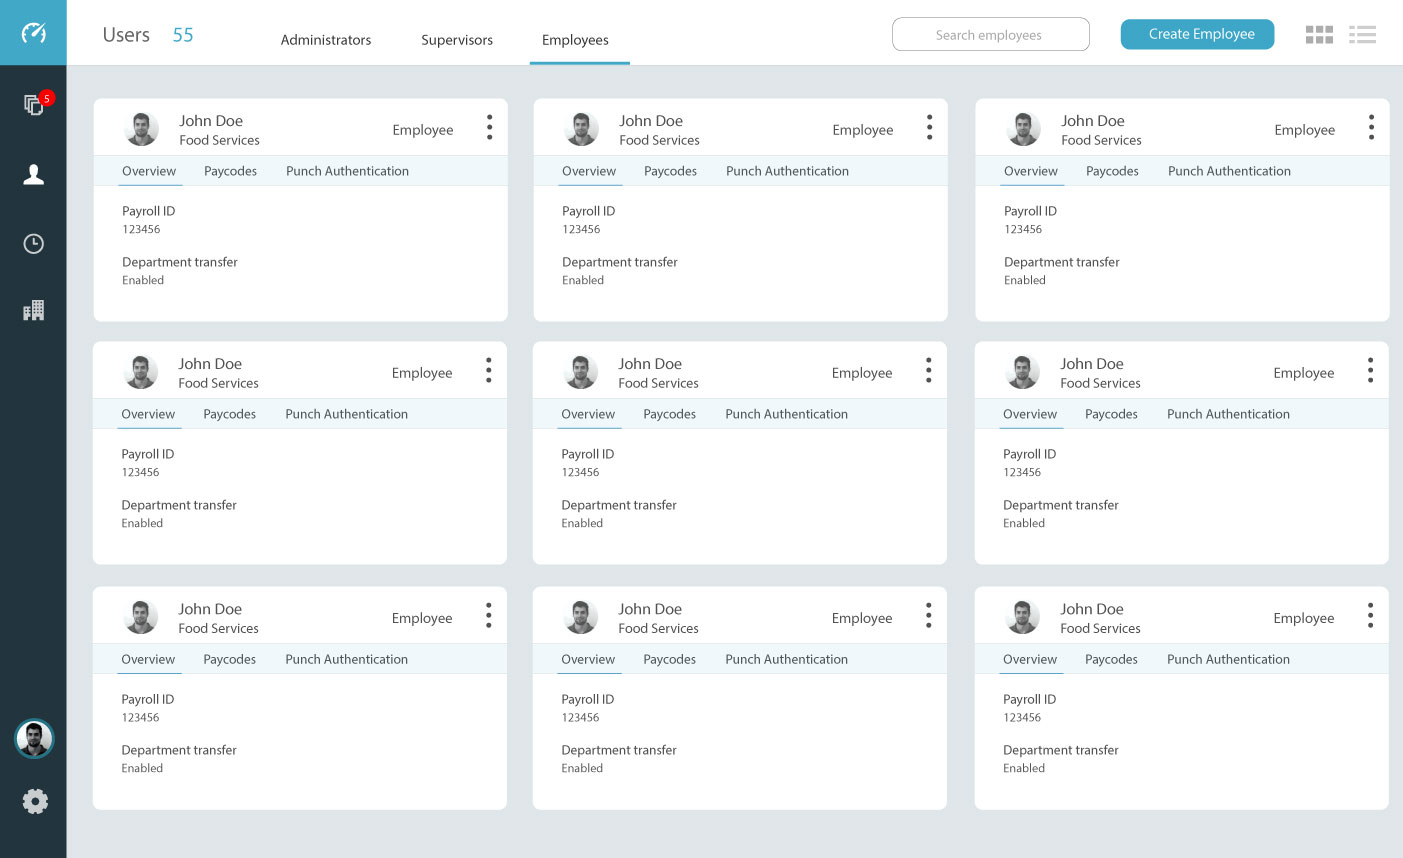 Users 55 Administrators Supervisors Employees Search employees Create Employee
5
John Doe
Food Services
Employee
Overview Paycodes Punch Authentication
Payroll ID
123456
Department transfer
Enabled
John Doe
Food Services
Employee
Overview Paycodes Punch Authentication
Payroll ID
123456
Department transfer
Enabled
John Doe
Food Services
Employee
Overview Paycodes Punch Authentication
Payroll ID
123456
Department transfer
Enabled
John Doe
Food Services
Employee
Overview Paycodes Punch Authentication
Payroll ID
123456
Department transfer
Enabled
John Doe
Food Services
Employee
Overview Paycodes Punch Authentication
Payroll ID
123456
Department transfer
Enabled
John Doe
Food Services
Employee
Overview Paycodes Punch Authentication
Payroll ID
123456
Department transfer
Enabled
John Doe
Food Services
Employee
Overview Paycodes Punch Authentication
Payroll ID
123456
Department transfer
Enabled
John Doe
Food Services
Employee
Overview Paycodes Punch Authentication
Payroll ID
123456
Department transfer
Enabled
John Doe
Food Services
Employee
Overview Paycodes Punch Authentication
Payroll ID
123456
Department transfer
Enabled